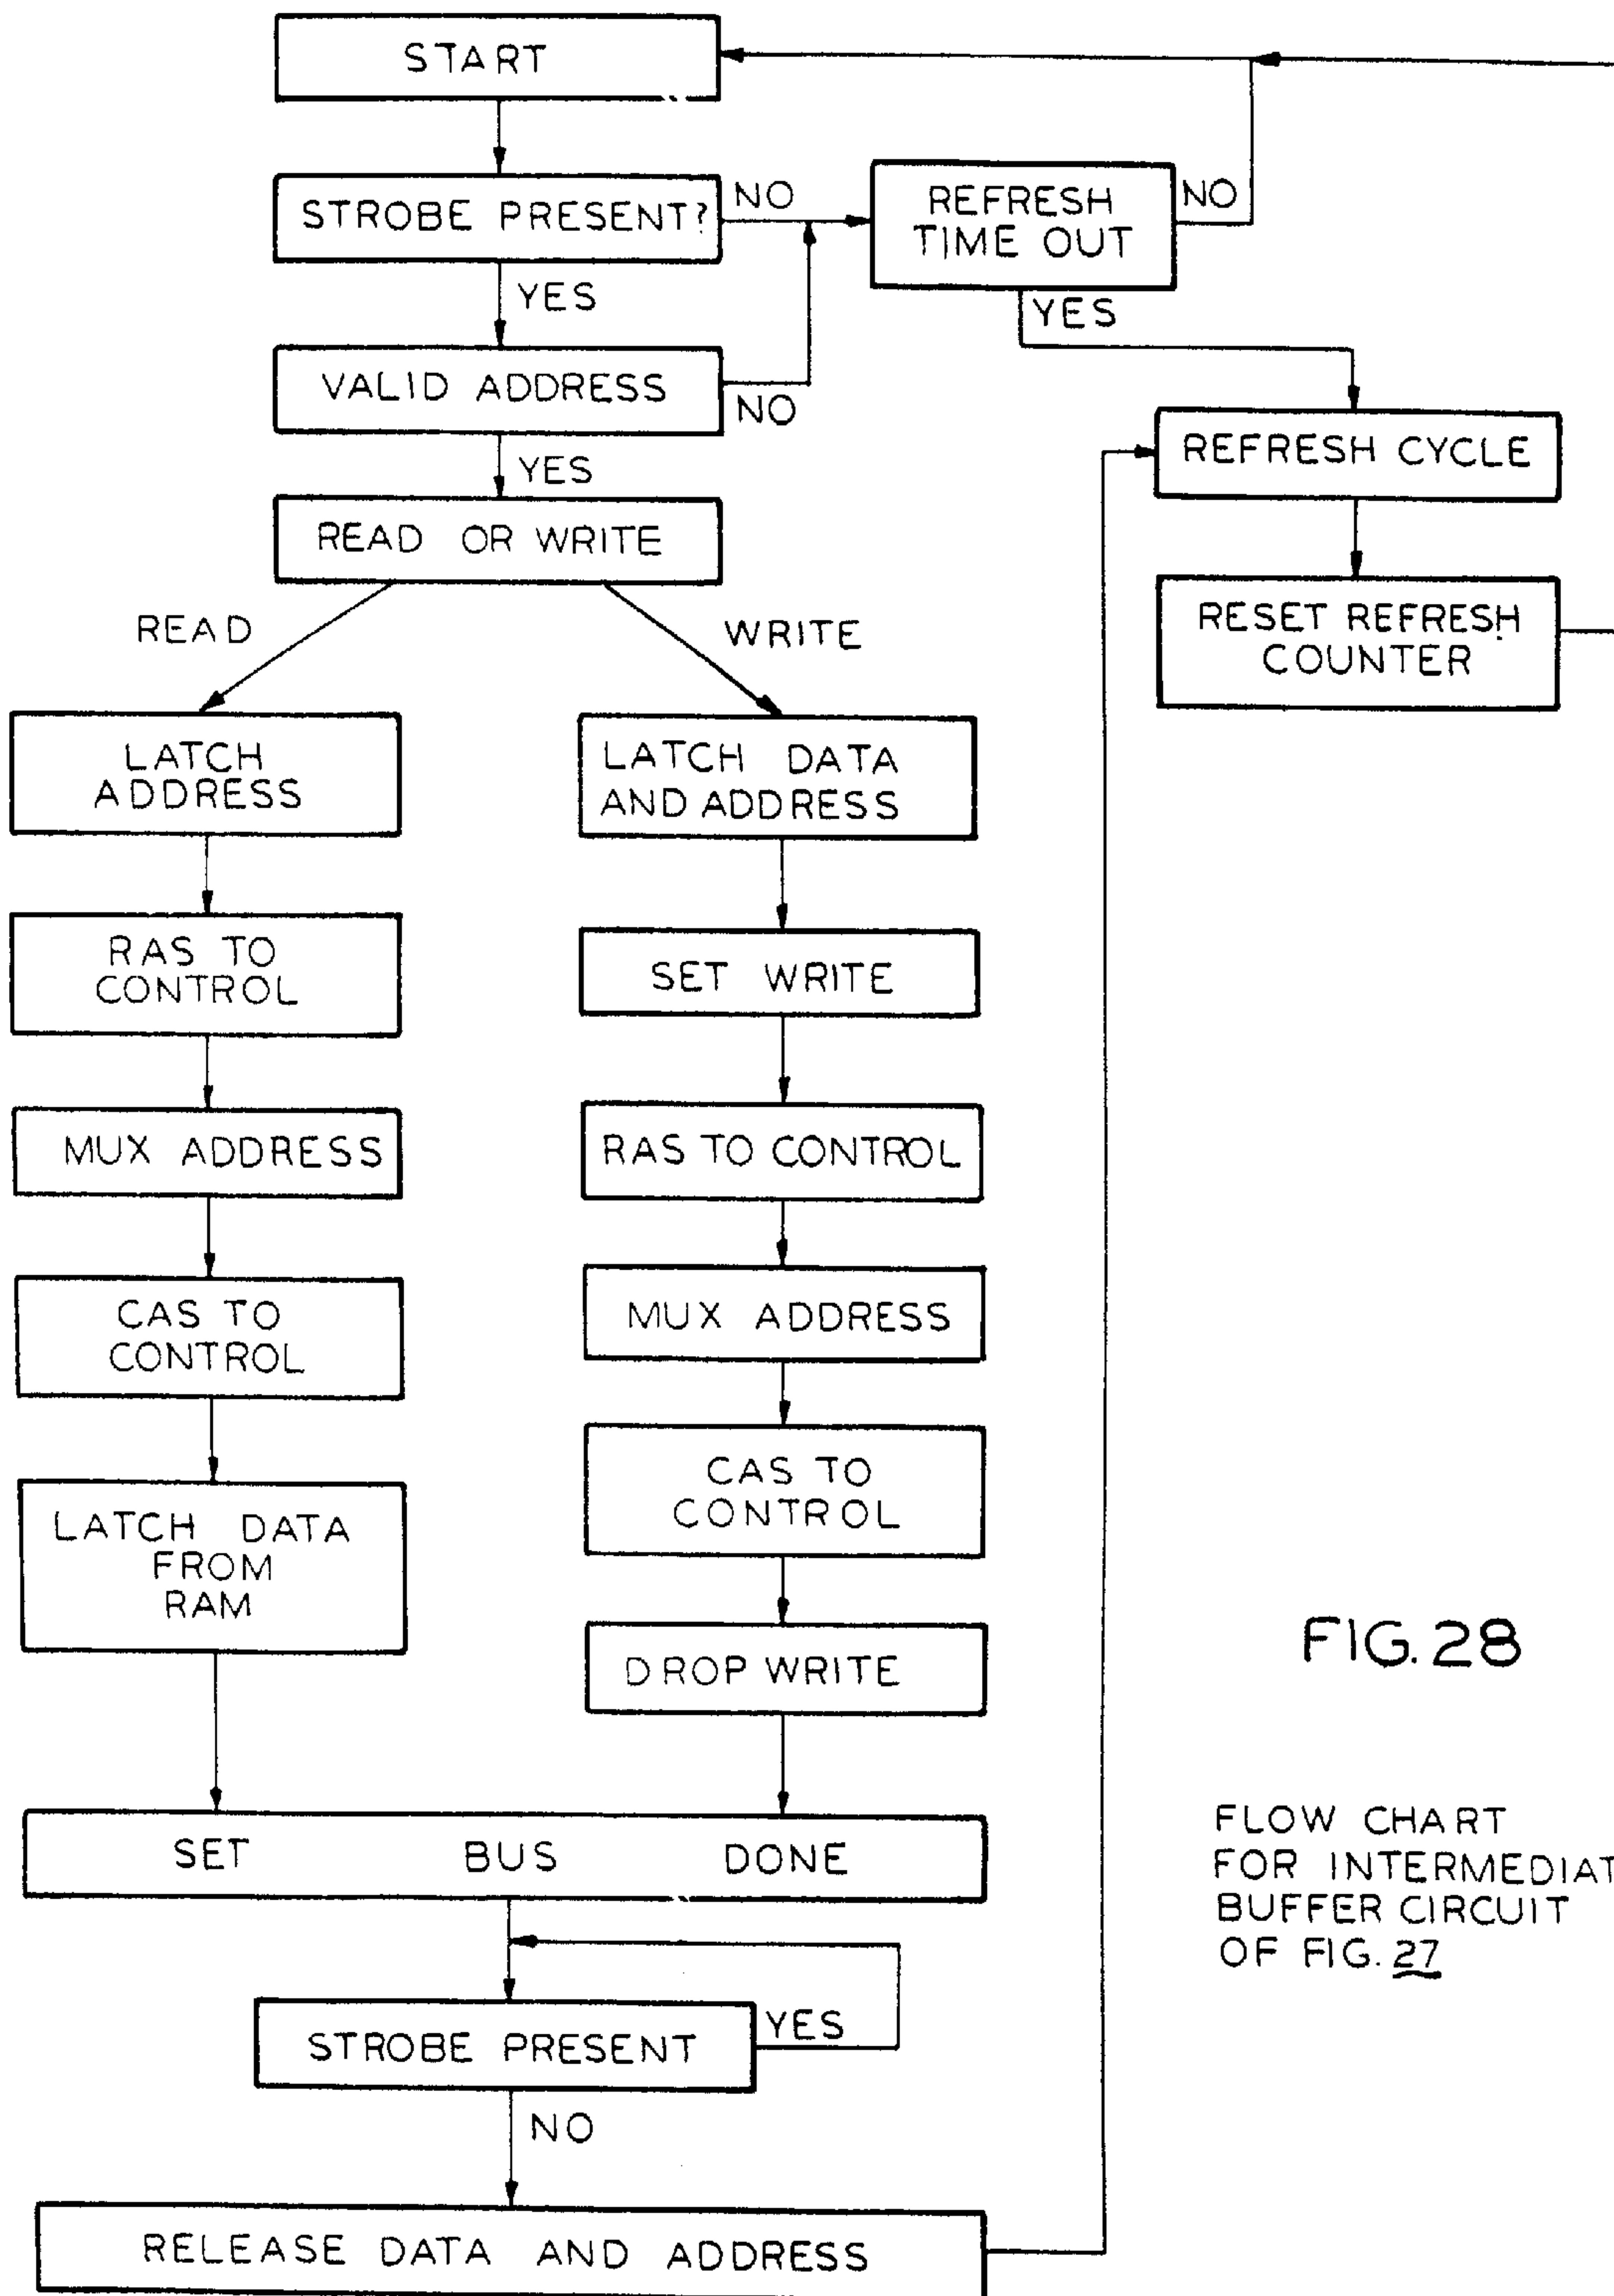 START
STROBE PRESENT?
NO
REFRESH
TIME OUT
NO
YES
YES
VALID ADDRESS
NO
REFRESH CYCLE
YES
READ OR WRITE
RESET REFRESH
COUNTER
READ
WRITE
LATCH
ADDRESS
LATCH DATA
AND ADDRESS
RAS TO
CONTROL
SET WRITE
MUX ADDRESS
RAS TO CONTROL
CAS TO
CONTROL
MUX ADDRESS
LATCH DATA
FROM
RAM
CAS TO
CONTROL
DROP WRITE
SET BUS DONE
STROBE PRESENT
YES
NO
RELEASE DATA AND ADDRESS
FIG. 28
FLOW CHART
FOR INTERMEDIAT
BUFFER CIRCUIT
OF FIG. 27